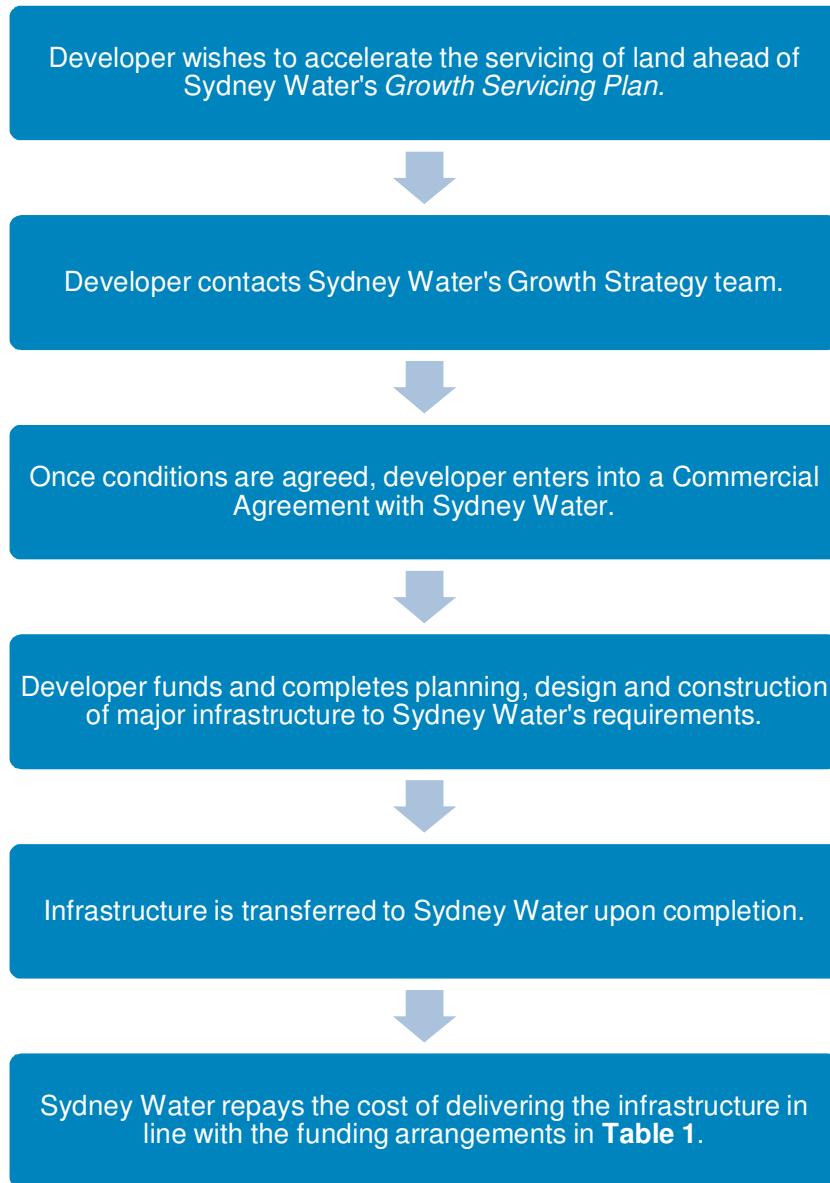 Developer wishes to accelerate the servicing of land ahead of
Sydney Water's Growth Servicing Plan.
Developer contacts Sydney Water's Growth Strategy team.
Once conditions are agreed, developer enters into a Commercial
Agreement with Sydney Water.
Developer funds and completes planning, design and construction
of major infrastructure to Sydney Water's requirements.
Infrastructure is transferred to Sydney Water upon completion.
Sydney Water repays the cost of delivering the infrastructure in
line with the funding arrangements in Table 1.